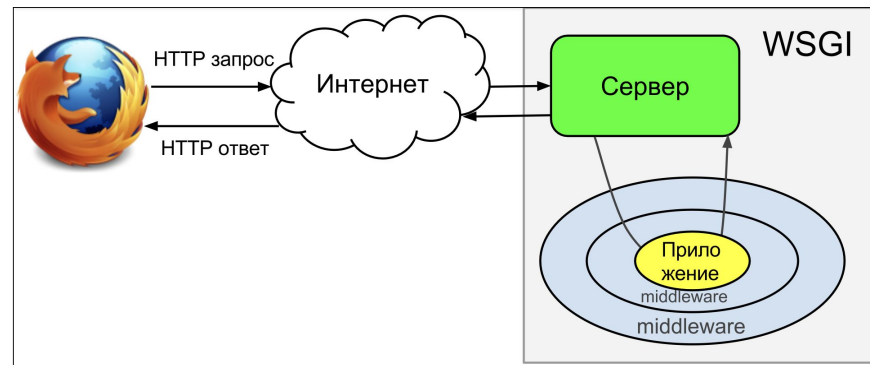 WSGI
HTTP запрос
Интернет
Сервер
HTTP ответ
Прило
жение
middleware
middleware